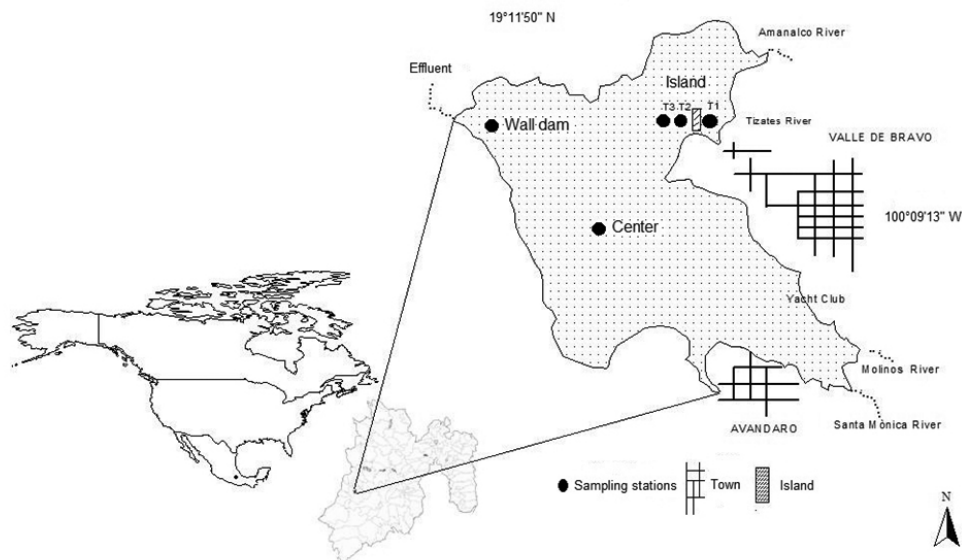 19°11'50" N
Amanalco River
Effluent
Island
T3 T2 T1
Wall dam
Tizates River
VALLE DE BRAVO
100°09'13" W
Center
Yacht Club
Molinos River
AVANDARO
Santa Mónica River
Sampling stations Town Island
N